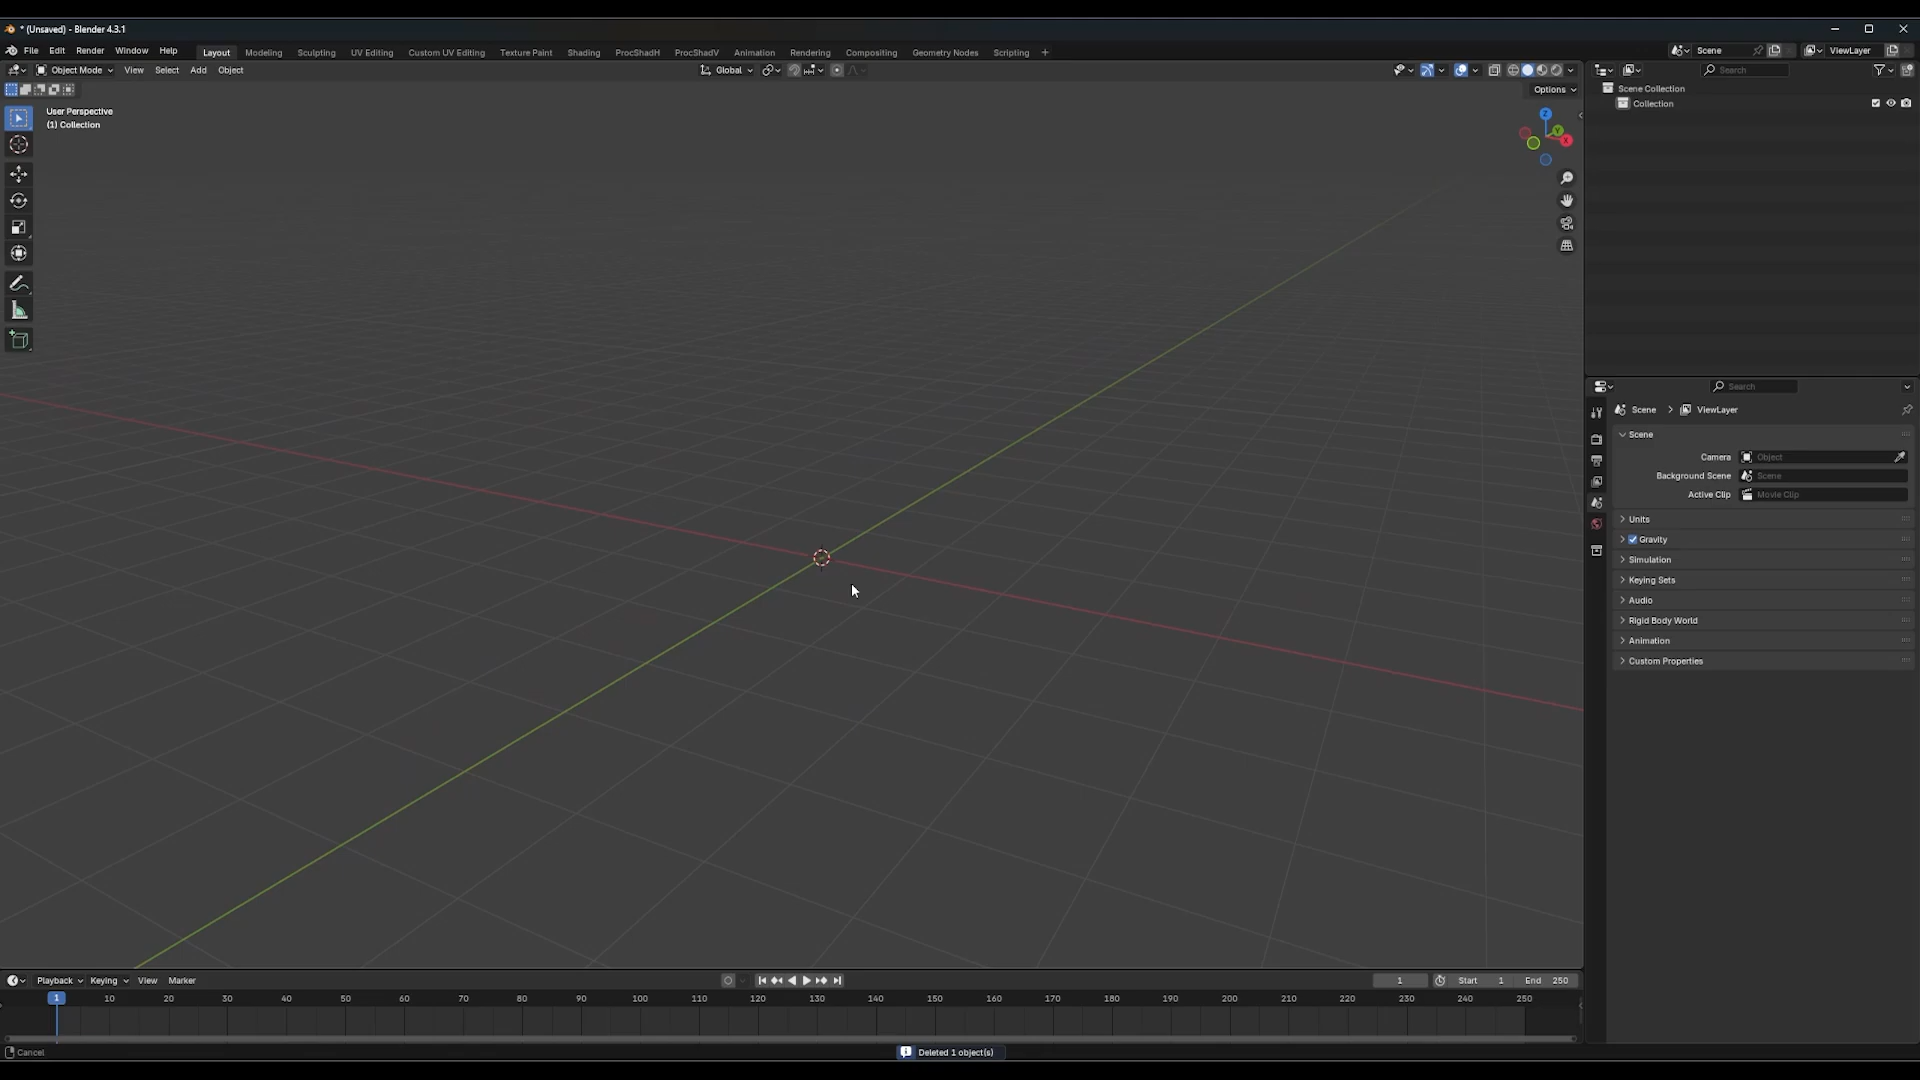 * (Unsaved) - Blender 4.3.1
File Edit Render Window Help Layout Modeling Sculpting UV Editing Custom UV Editing Texture Paint Shading ProcShadH ProcShadV Animation Rendering Compositing Geometry Nodes Scripting + Scene ViewLayer
Object Mode View Select Add Object Global Search
Options
Scene Collection
Collection
User Perspective
(1) Collection
Z
Y
X
Search
Scene > ViewLayer
Scene
Camera Object
Background Scene Scene
Active Clip Movie Clip
Units
Gravity
Simulation
Keying Sets
Audio
Rigid Body World
Animation
Custom Properties
Playback Keying View Marker 1 Start 1 End 250
1 10 20 30 40 50 60 70 80 90 100 110 120 130 140 150 160 170 180 190 200 210 220 230 240 250
Cancel Deleted 1 object(s)